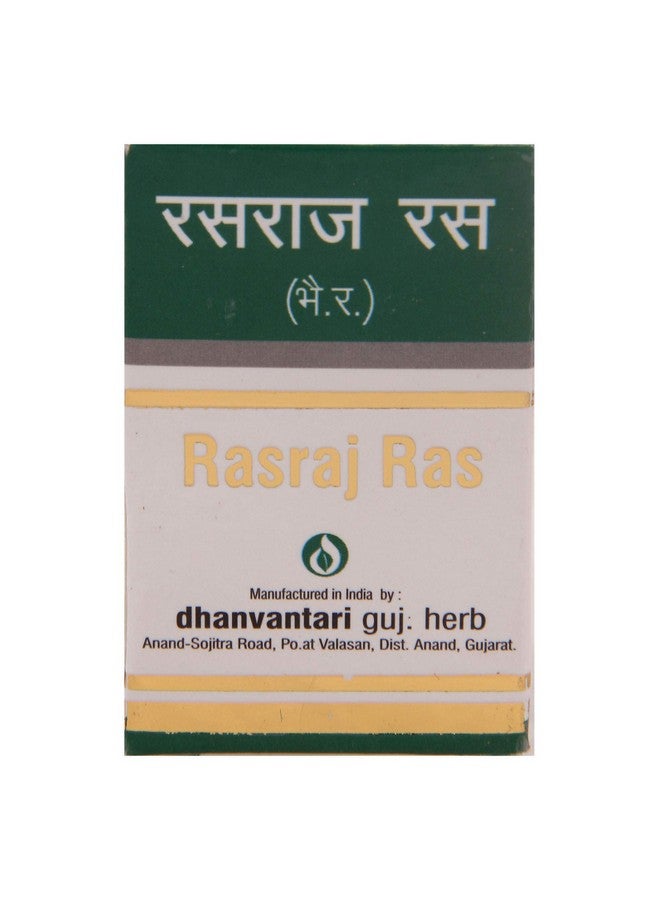 रसराज रस
(भै.र.)
Rasraj Ras
Manufactured in India by :
dhanvantari guj. herb
Anand-Sojitra Road, Po.at Valasan, Dist. Anand, Gujarat.